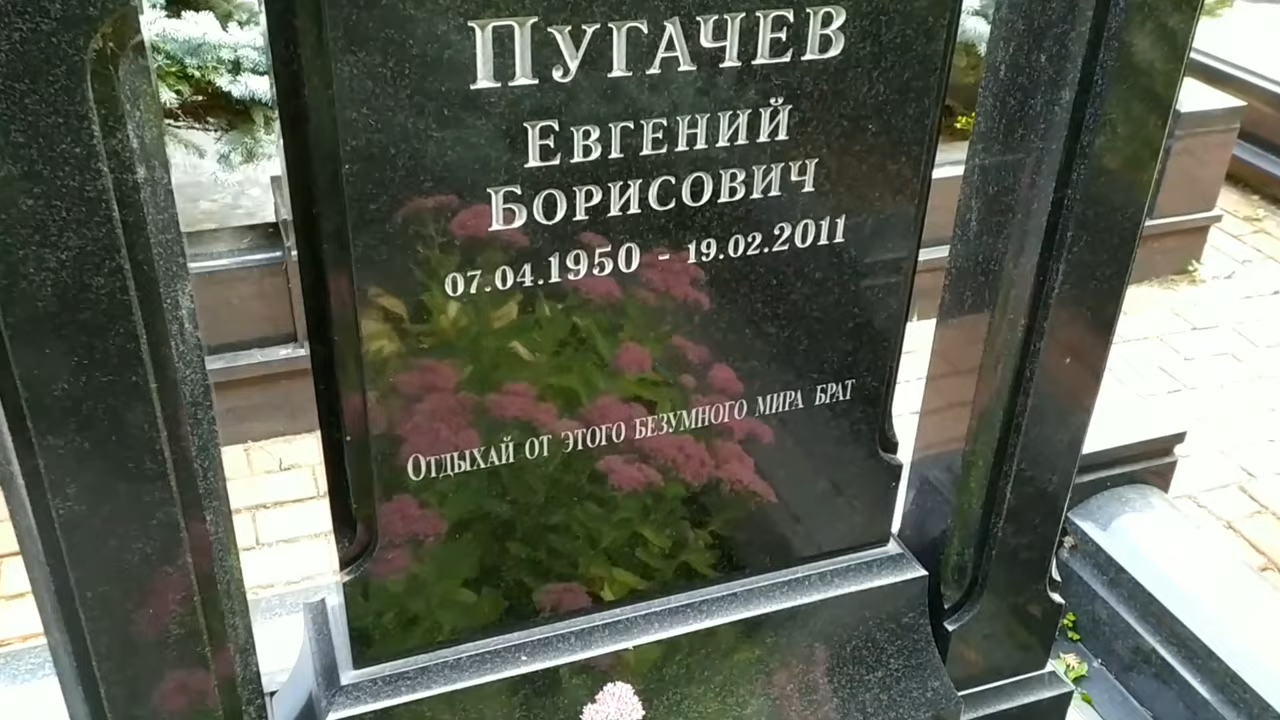 Пугачев
Евгений
Борисович
07.04.1950 - 19.02.2011
Отдыхай от этого безумного мира брат